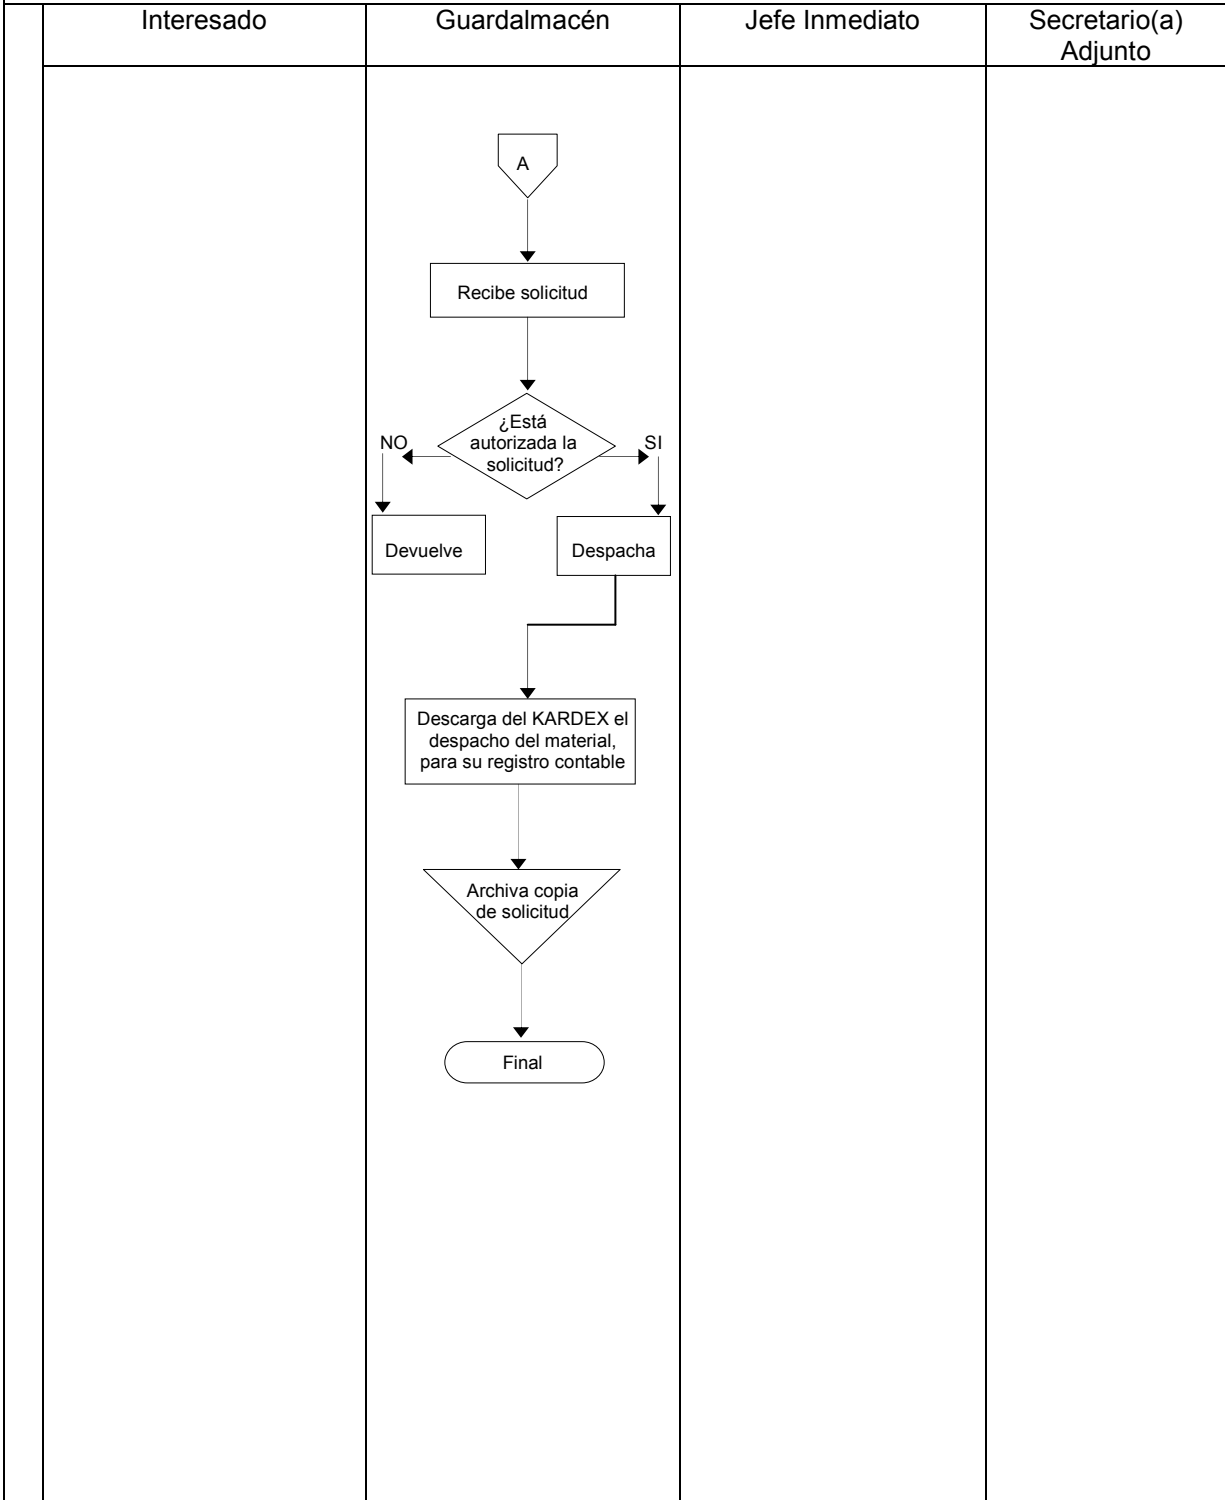 Interesado
Guardalmacén
Jefe Inmediato
Secretario(a)
Adjunto
A
Recibe solicitud
¿Está
autorizada la
solicitud?
NO
SI
Devuelve
Despacha
Descarga del KARDEX el
despacho del material,
para su registro contable
Archiva copia
de solicitud
Final